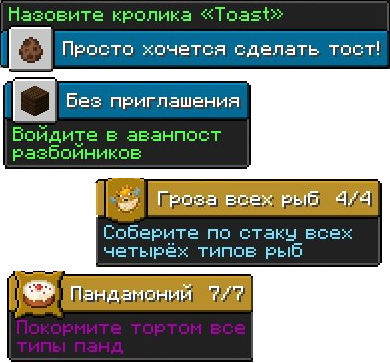 Назовите кролика «Toast»
Просто хочется сделать тост!
Без приглашения
Войдите в аванпост
разбойников
Гроза всех рыб 4/4
Соберите по стаку всех
четырёх типов рыб
Пандамоний 7/7
Покормите тортом все
типы панд